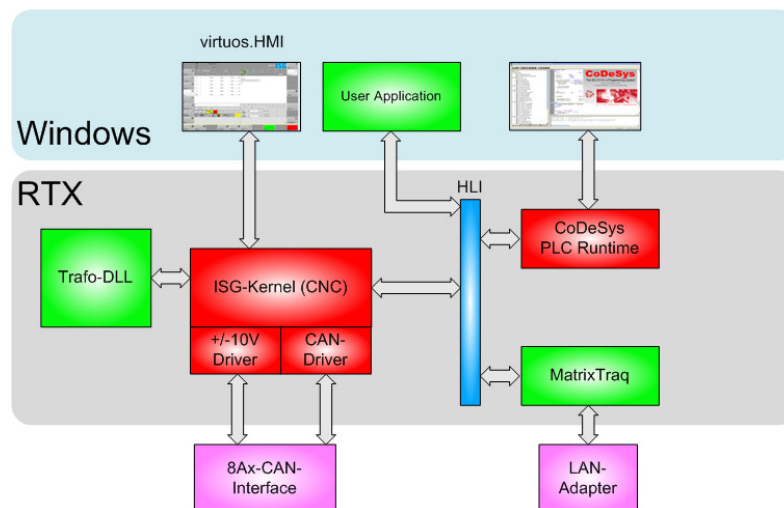 virtuos.HMI
User Application
CoDeSys
Windows
RTX
HLI
Trafo-DLL
ISG-Kernel (CNC)
CoDeSys
PLC Runtime
+/-10V
Driver
CAN-
Driver
MatrixTraq
8Ax-CAN-
Interface
LAN-
Adapter